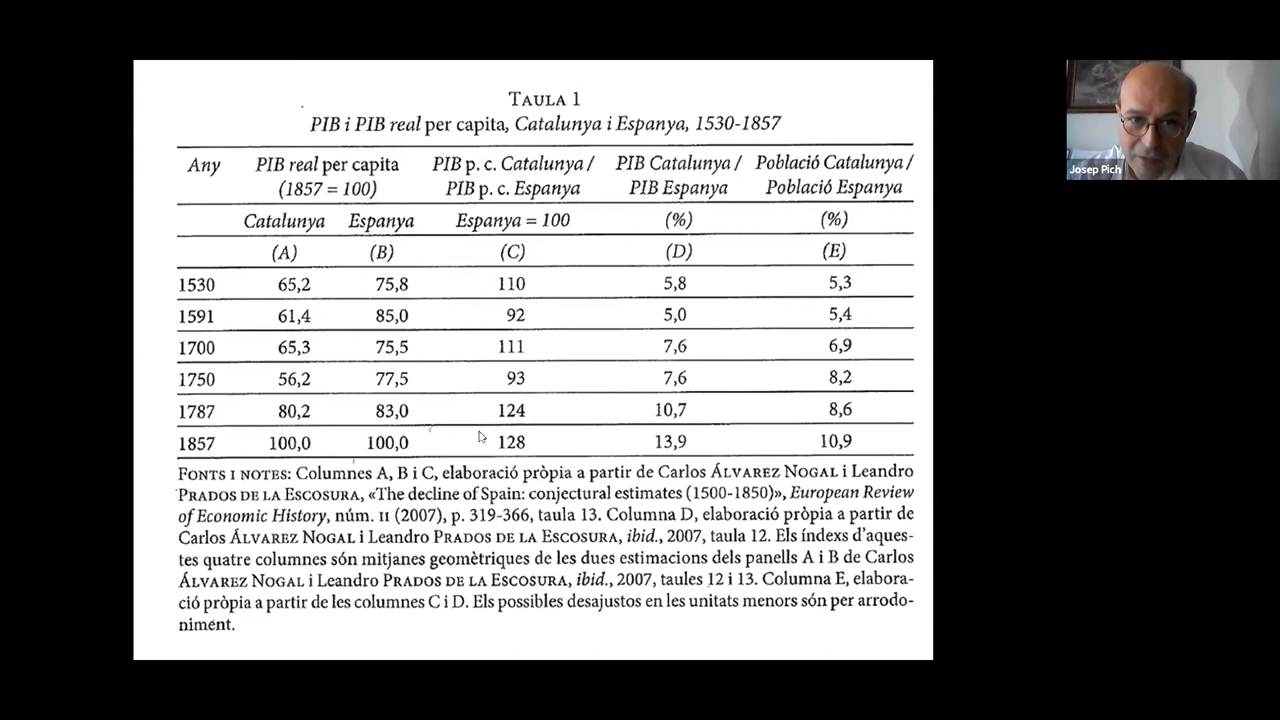 TAULA 1
PIB i PIB real per capita, Catalunya i Espanya, 1530-1857
Any PIB real per capita PIB p. c. Catalunya / PIB Catalunya / Població Catalunya /
(1857 = 100) PIB p. c. Espanya PIB Espanya Població Espanya
Catalunya Espanya Espanya = 100 (%) (%)
(A) (B) (C) (D) (E)
1530 65,2 75,8 110 5,8 5,3
1591 61,4 85,0 92 5,0 5,4
1700 65,3 75,5 111 7,6 6,9
1750 56,2 77,5 93 7,6 8,2
1787 80,2 83,0 124 10,7 8,6
1857 100,0 100,0 128 13,9 10,9
FONTS I NOTES: Columnes A, B i C, elaboració pròpia a partir de Carlos ÁLVAREZ NOGAL i Leandro
PRADOS DE LA ESCOSURA, «The decline of Spain: conjectural estimates (1500-1850)», European Review
of Economic History, núm. II (2007), p. 319-366, taula 13. Columna D, elaboració pròpia a partir de
Carlos ÁLVAREZ NOGAL i Leandro PRADOS DE LA ESCOSURA, ibid., 2007, taula 12. Els índexs d'aques-
tes quatre columnes són mitjanes geomètriques de les dues estimacions dels panells A i B de Carlos
ÁLVAREZ NOGAL i Leandro PRADOS DE LA ESCOSURA, ibid., 2007, taules 12 i 13. Columna E, elabora-
ció pròpia a partir de les columnes C i D. Els possibles desajustos en les unitats menors són per arrodo-
niment.
Josep Pich